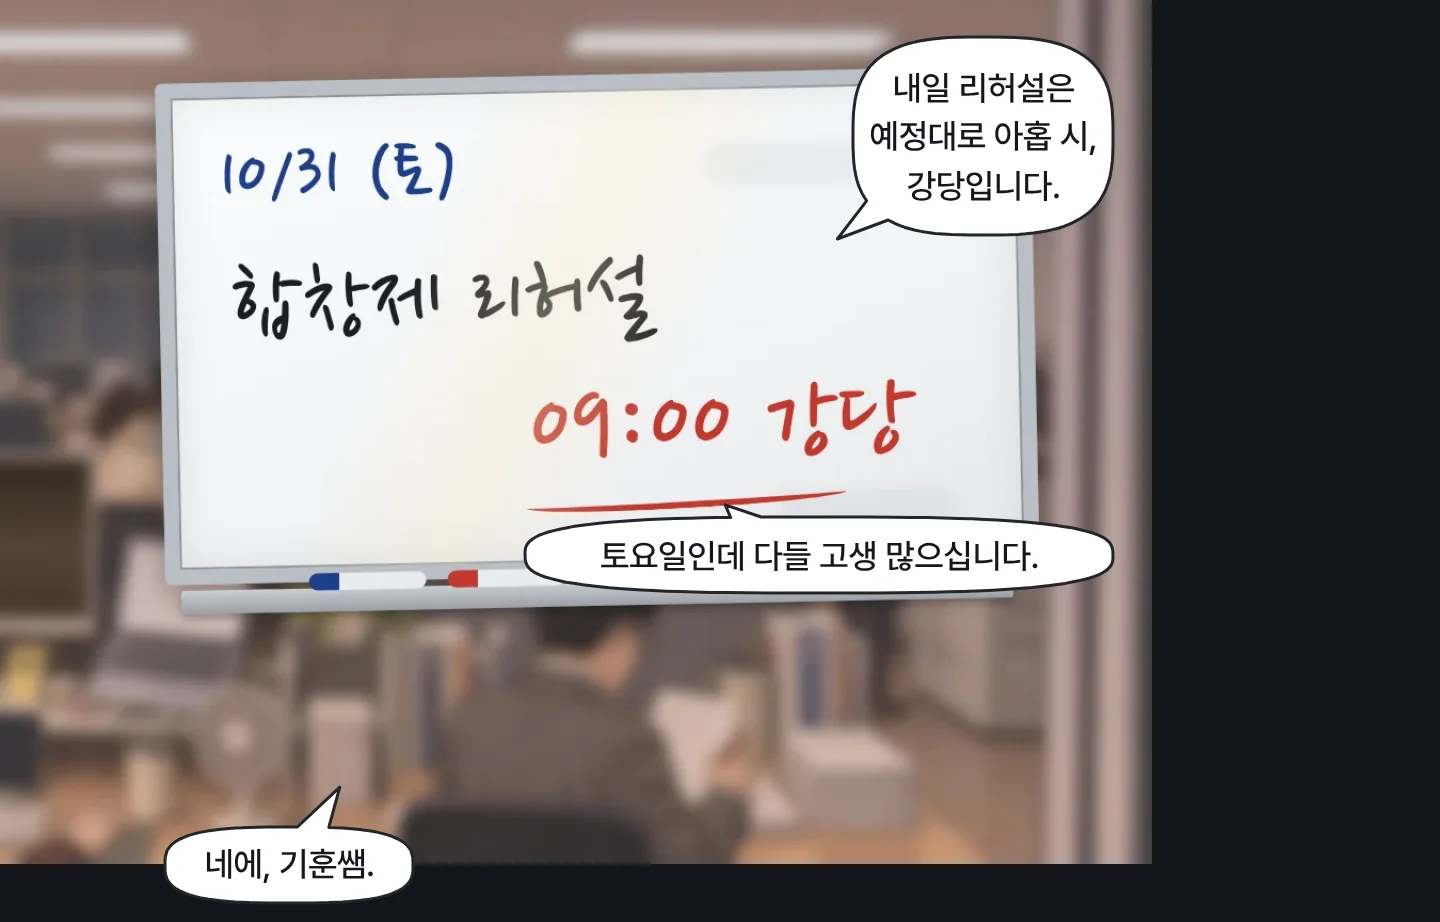 내일 리허설은
예정대로 아홉 시,
강당입니다.
10/31 (토)
합창제 리허설
09:00 강당
토요일인데 다들 고생 많으십니다.
네에, 기훈쌤.